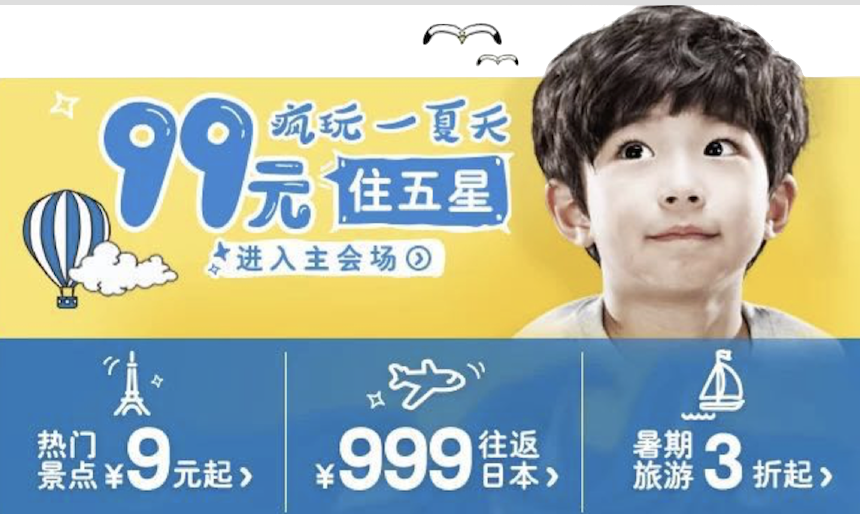 疯玩一夏天
99元 住五星
进入主会场
热门
景点 ¥9元起
¥999 往返
日本
暑期
旅游 3折起